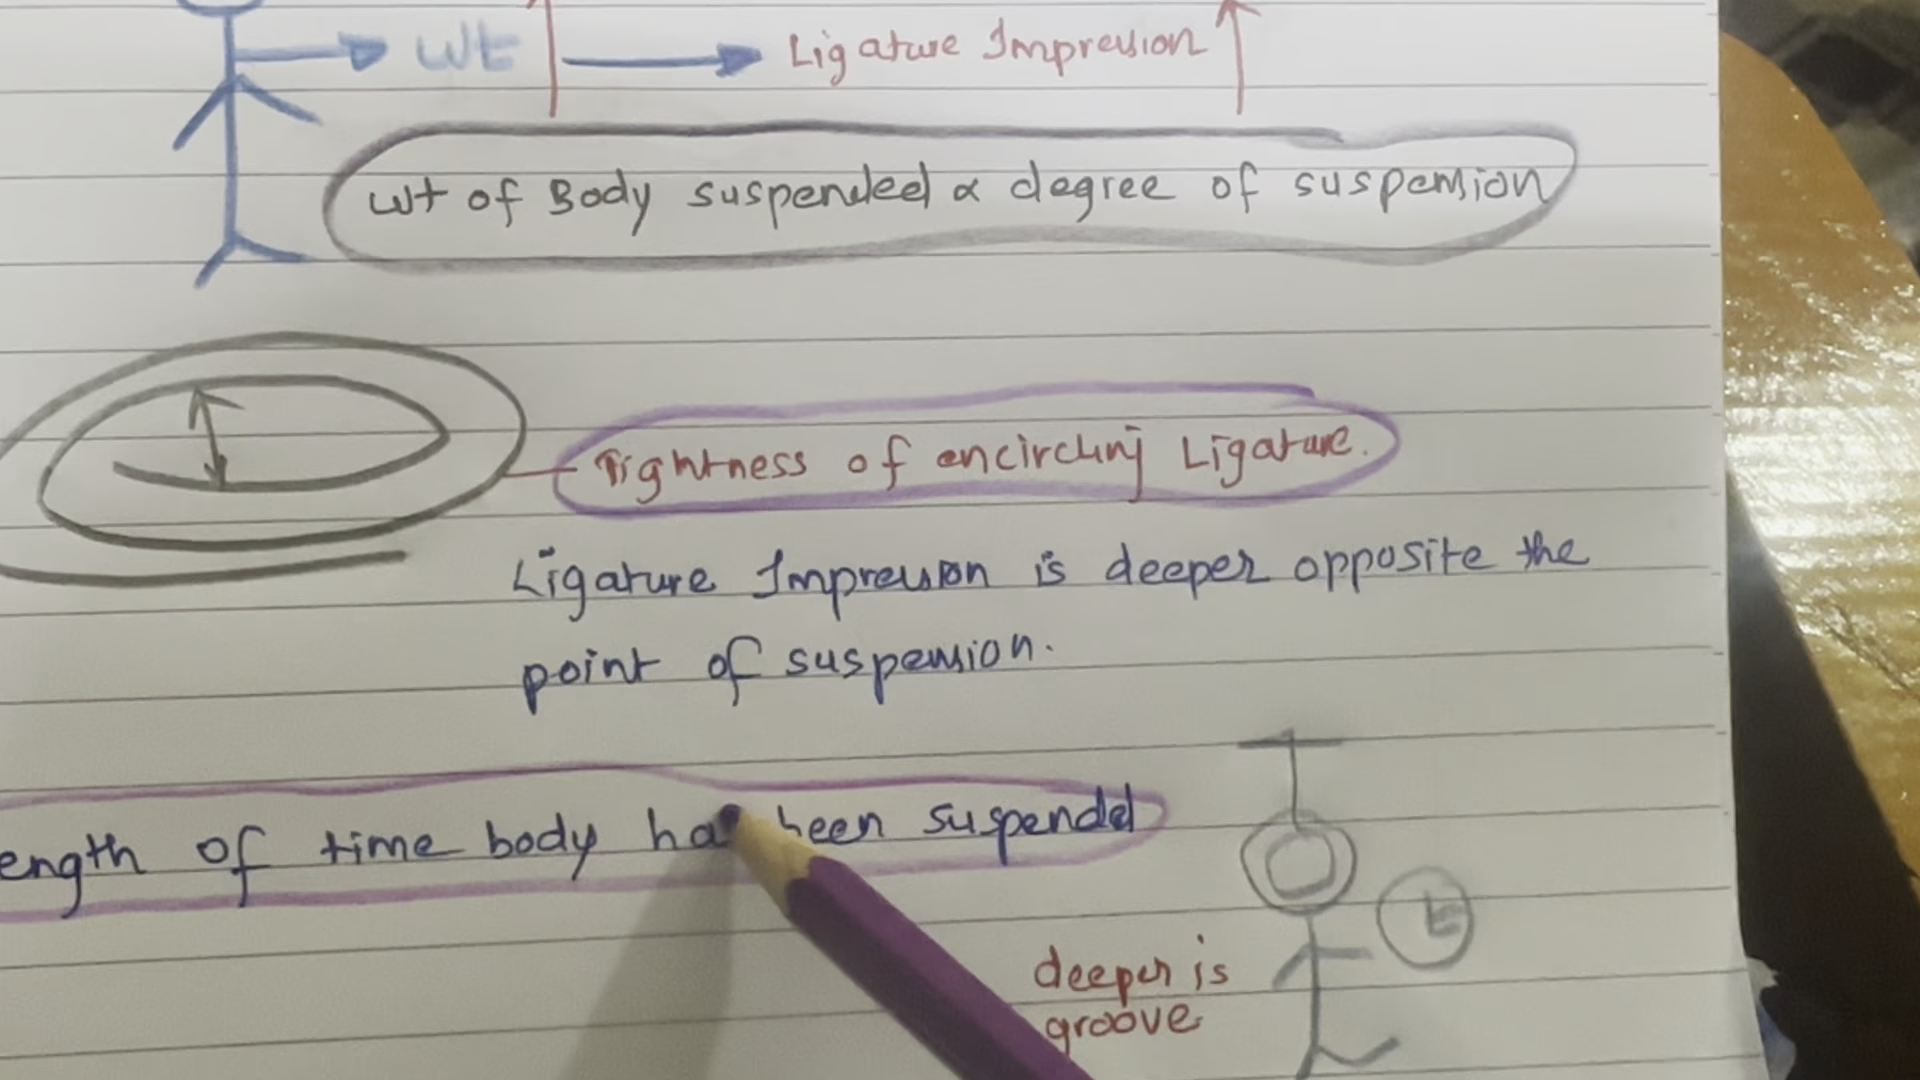 Wt → Ligature Impression
wt of Body suspended ∝ degree of suspension
Tightness of encircling Ligature.
Ligature Impression is deeper opposite the
point of suspension.
ength of time body has been suspended
deeper is
groove